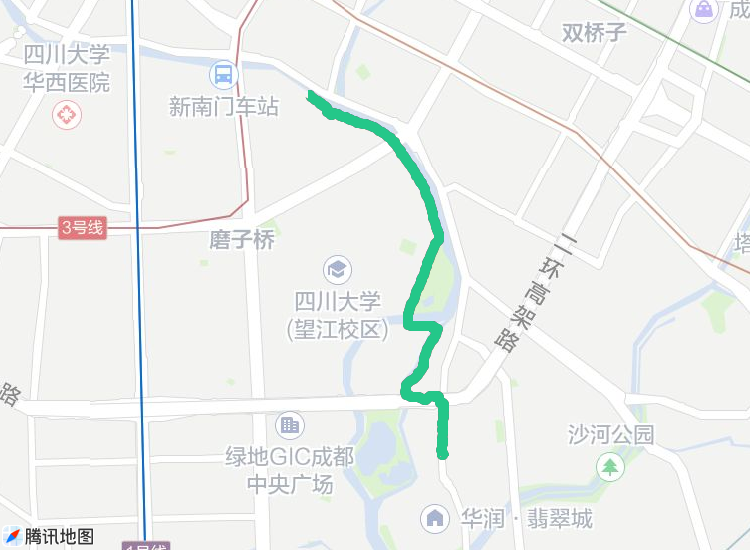 成
双桥子
四川大学
华西医院
新南门车站
3号线
磨子桥
塔
二环高架路
四川大学
(望江校区)
路
沙河公园
绿地GIC成都
中央广场
华润·翡翠城
腾讯地图
1号线